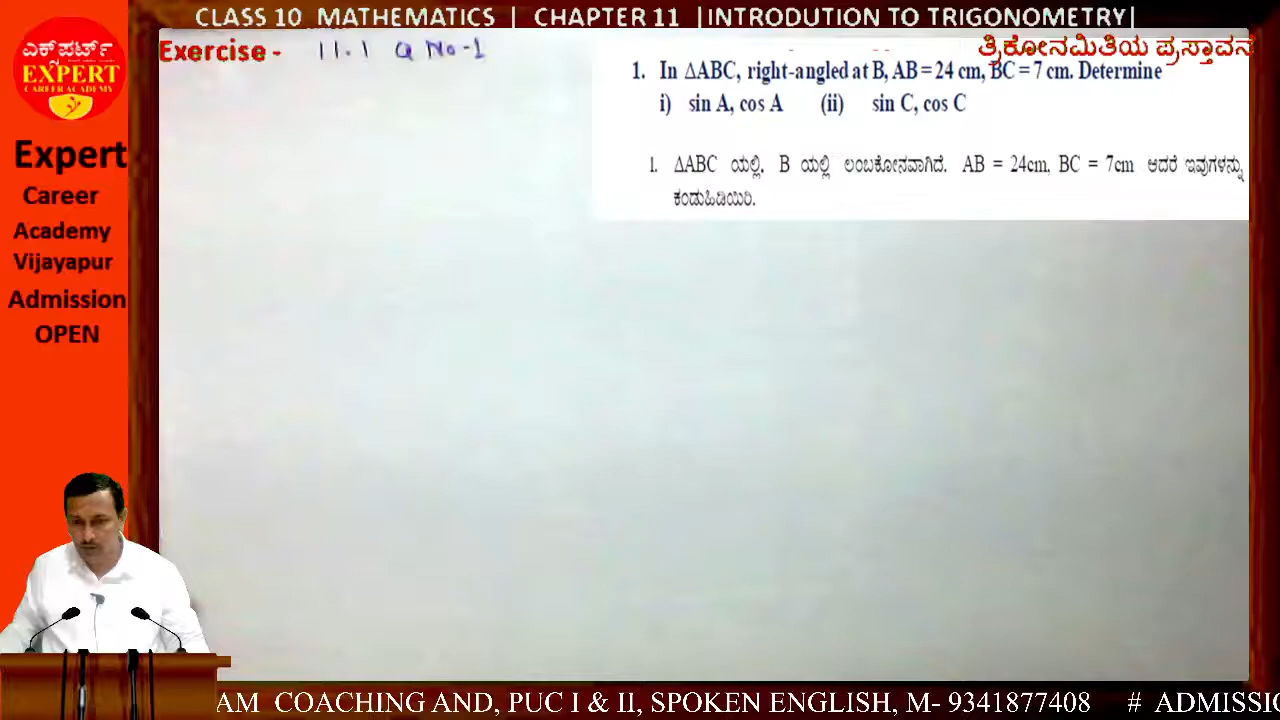 CLASS 10 MATHEMATICS | CHAPTER 11 |INTRODUTION TO TRIGONOMETRY|
ತ್ರಿಕೋನಮಿತಿಯ ಪ್ರಸ್ತಾವನೆ
Exercise - 11.1 Q No-1
1. In ΔABC, right-angled at B, AB = 24 cm, BC = 7 cm. Determine
i) sin A, cos A (ii) sin C, cos C
1. ΔABC ಯಲ್ಲಿ, B ಯಲ್ಲಿ ಲಂಬಕೋನವಾಗಿದೆ. AB = 24cm, BC = 7cm ಆದರೆ ಇವುಗಳನ್ನು
ಕಂಡುಹಿಡಿಯಿರಿ.
ಎಕ್ಸ್‌ಪರ್ಟ್
EXPERT
CAREER ACADEMY
Expert
Career
Academy
Vijayapur
Admission
OPEN
AM COACHING AND, PUC I & II, SPOKEN ENGLISH, M- 9341877408 # ADMISSIO